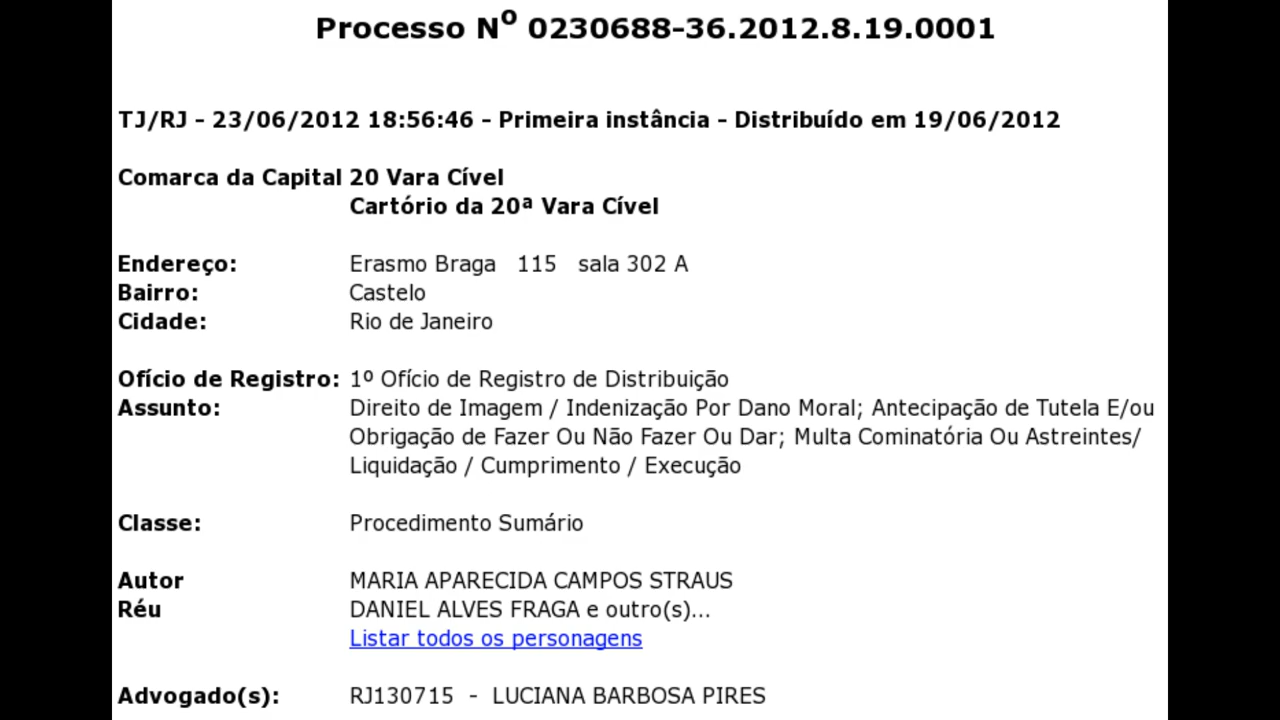 Processo Nº 0230688-36.2012.8.19.0001
TJ/RJ - 23/06/2012 18:56:46 - Primeira instância - Distribuído em 19/06/2012
Comarca da Capital 20 Vara Cível
Cartório da 20ª Vara Cível
Endereço: Erasmo Braga 115 sala 302 A
Bairro: Castelo
Cidade: Rio de Janeiro
Ofício de Registro: 1º Ofício de Registro de Distribuição
Assunto: Direito de Imagem / Indenização Por Dano Moral; Antecipação de Tutela E/ou
Obrigação de Fazer Ou Não Fazer Ou Dar; Multa Cominatória Ou Astreintes/
Liquidação / Cumprimento / Execução
Classe: Procedimento Sumário
Autor MARIA APARECIDA CAMPOS STRAUS
Réu DANIEL ALVES FRAGA e outro(s)...
Listar todos os personagens
Advogado(s): RJ130715 - LUCIANA BARBOSA PIRES